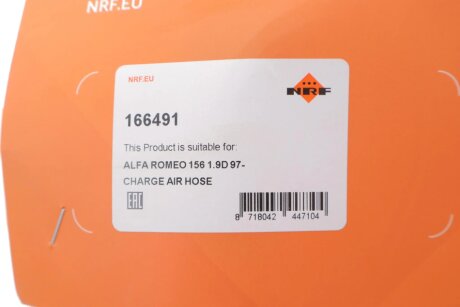 NRF.EU
NRF.EU
NRF
166491
This Product is suitable for:
ALFA ROMEO 156 1.9D 97-
CHARGE AIR HOSE
EAC
8 718042 447104